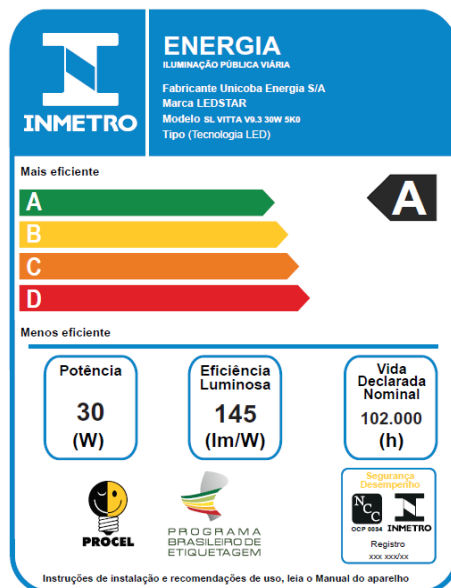 INMETRO
ENERGIA
ILUMINAÇÃO PÚBLICA VIÁRIA
Fabricante Unicoba Energia S/A
Marca LEDSTAR
Modelo SL VITTA V9.3 30W 5K0
Tipo (Tecnologia LED)
Mais eficiente
A
A
B
C
D
Menos eficiente
Potência
30
(W)
Eficiência
Luminosa
145
(lm/W)
Vida
Declarada
Nominal
102.000
(h)
PROCEL
PROGRAMA
BRASILEIRO DE
ETIQUETAGEM
Segurança
Desempenho
NCC
OCP 0034 INMETRO
Registro
xxx xxx/xx
Instruções de instalação e recomendações de uso, leia o Manual do aparelho